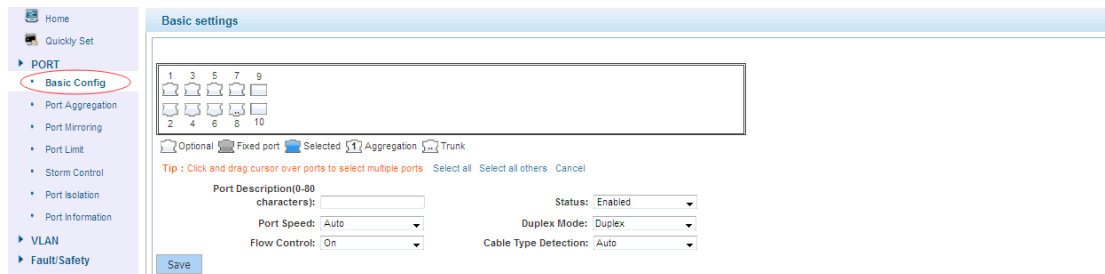 Home
Quickly Set
PORT
Basic Config
Port Aggregation
Port Mirroring
Port Limit
Storm Control
Port Isolation
Port Information
VLAN
Fault/Safety
Basic settings
1 3 5 7 9
2 4 6 8 10
Optional Fixed port Selected 1 Aggregation Trunk
Tip : Click and drag cursor over ports to select multiple ports Select all Select all others Cancel
Port Description(0-80
characters): Status: Enabled
Port Speed: Auto Duplex Mode: Duplex
Flow Control: On Cable Type Detection: Auto
Save